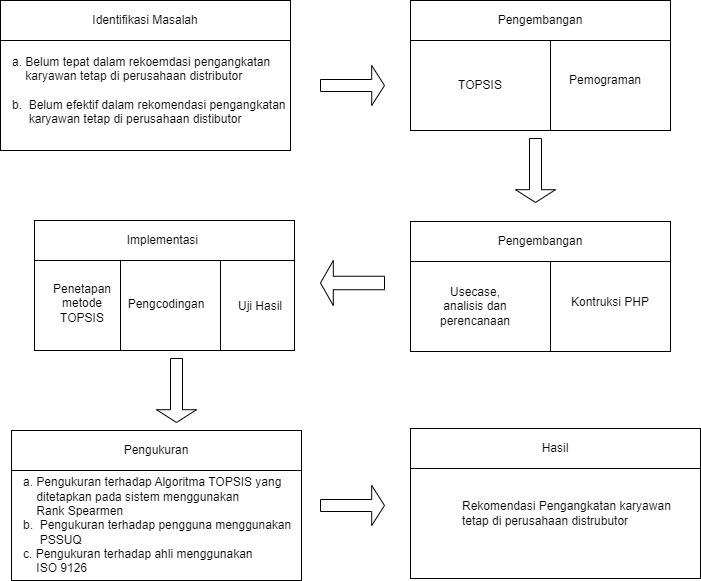 Identifikasi Masalah
a. Belum tepat dalam rekoemdasi pengangkatan
karyawan tetap di perusahaan distributor
b. Belum efektif dalam rekomendasi pengangkatan
karyawan tetap di perusahaan distibutor
Pengembangan
TOPSIS
Pemograman
Pengembangan
Usecase,
analisis dan
perencanaan
Kontruksi PHP
Implementasi
Penetapan
metode
TOPSIS
Pengcodingan
Uji Hasil
Pengukuran
a. Pengukuran terhadap Algoritma TOPSIS yang
ditetapkan pada sistem menggunakan
Rank Spearmen
b. Pengukuran terhadap pengguna menggunakan
PSSUQ
c. Pengukuran terhadap ahli menggunakan
ISO 9126
Hasil
Rekomendasi Pengangkatan karyawan
tetap di perusahaan distrubutor